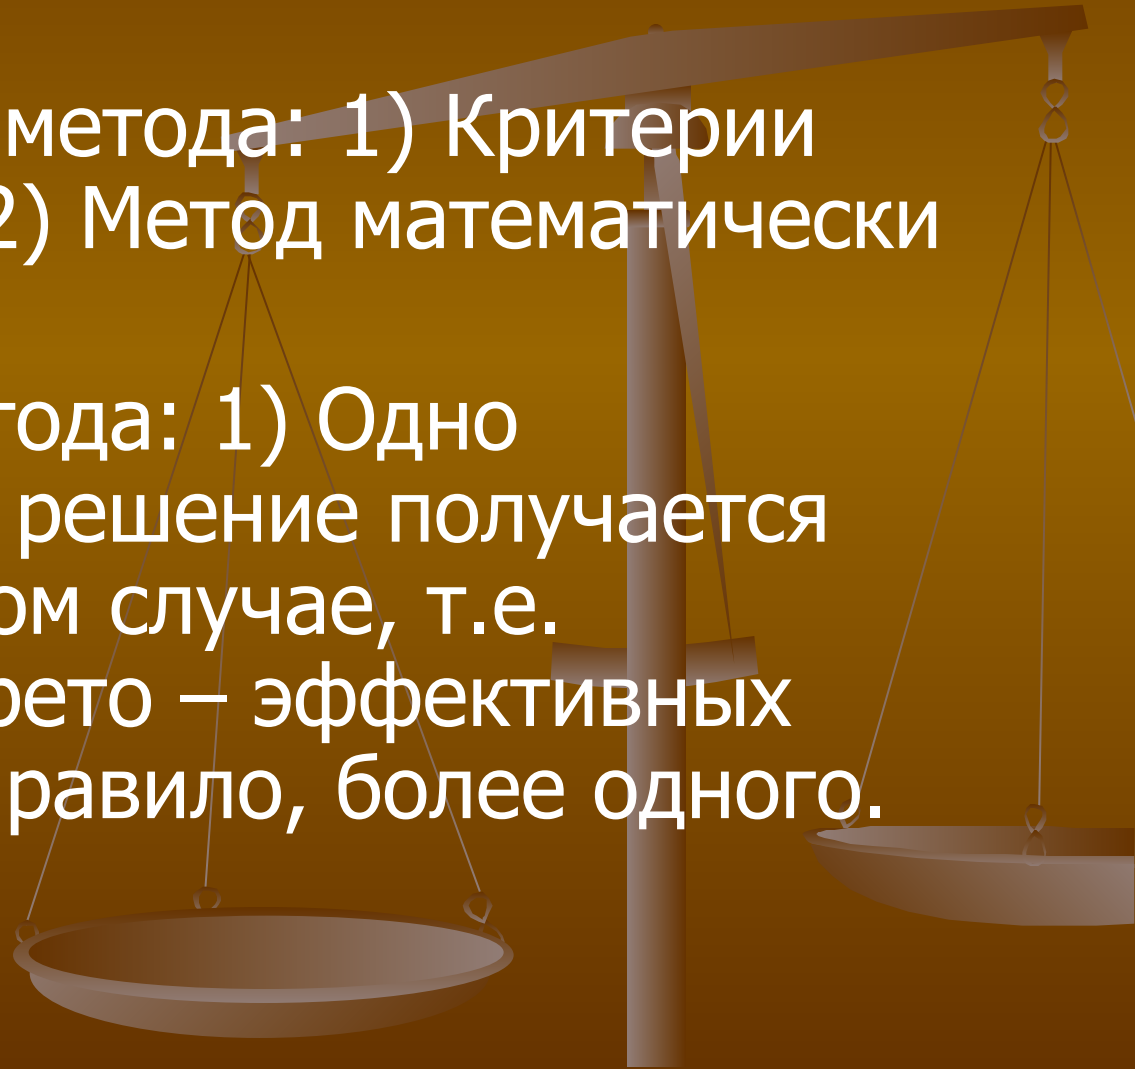 метода: 1) Критерии
2) Метод математически
тода: 1) Одно
решение получается
ом случае, т.е.
рето – эффективных
равило, более одного.